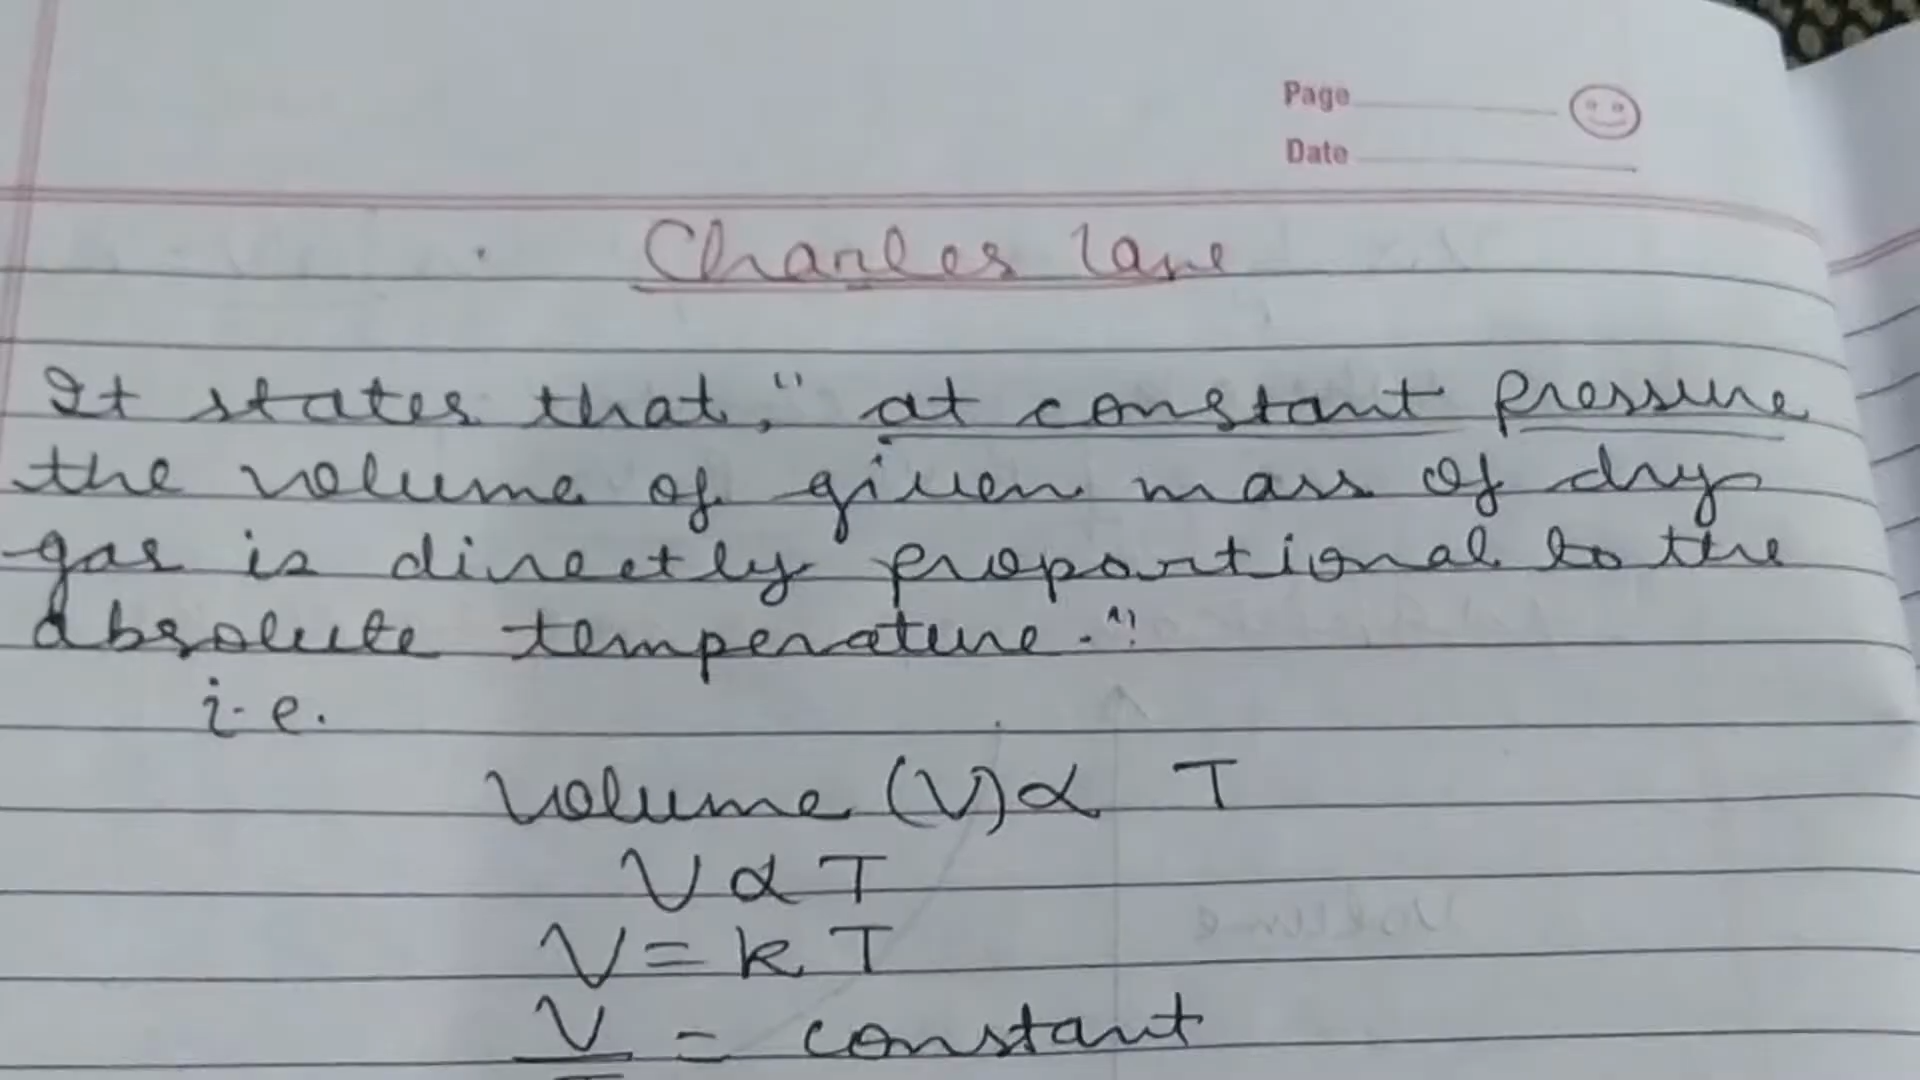 Page
Date
Charles law
It states that, "at constant pressure
the volume of given mass of dry
gas is directly proportional to the
absolute temperature."
i.e.
Volume (V) ∝ T
V ∝ T
V = k T
V = constant